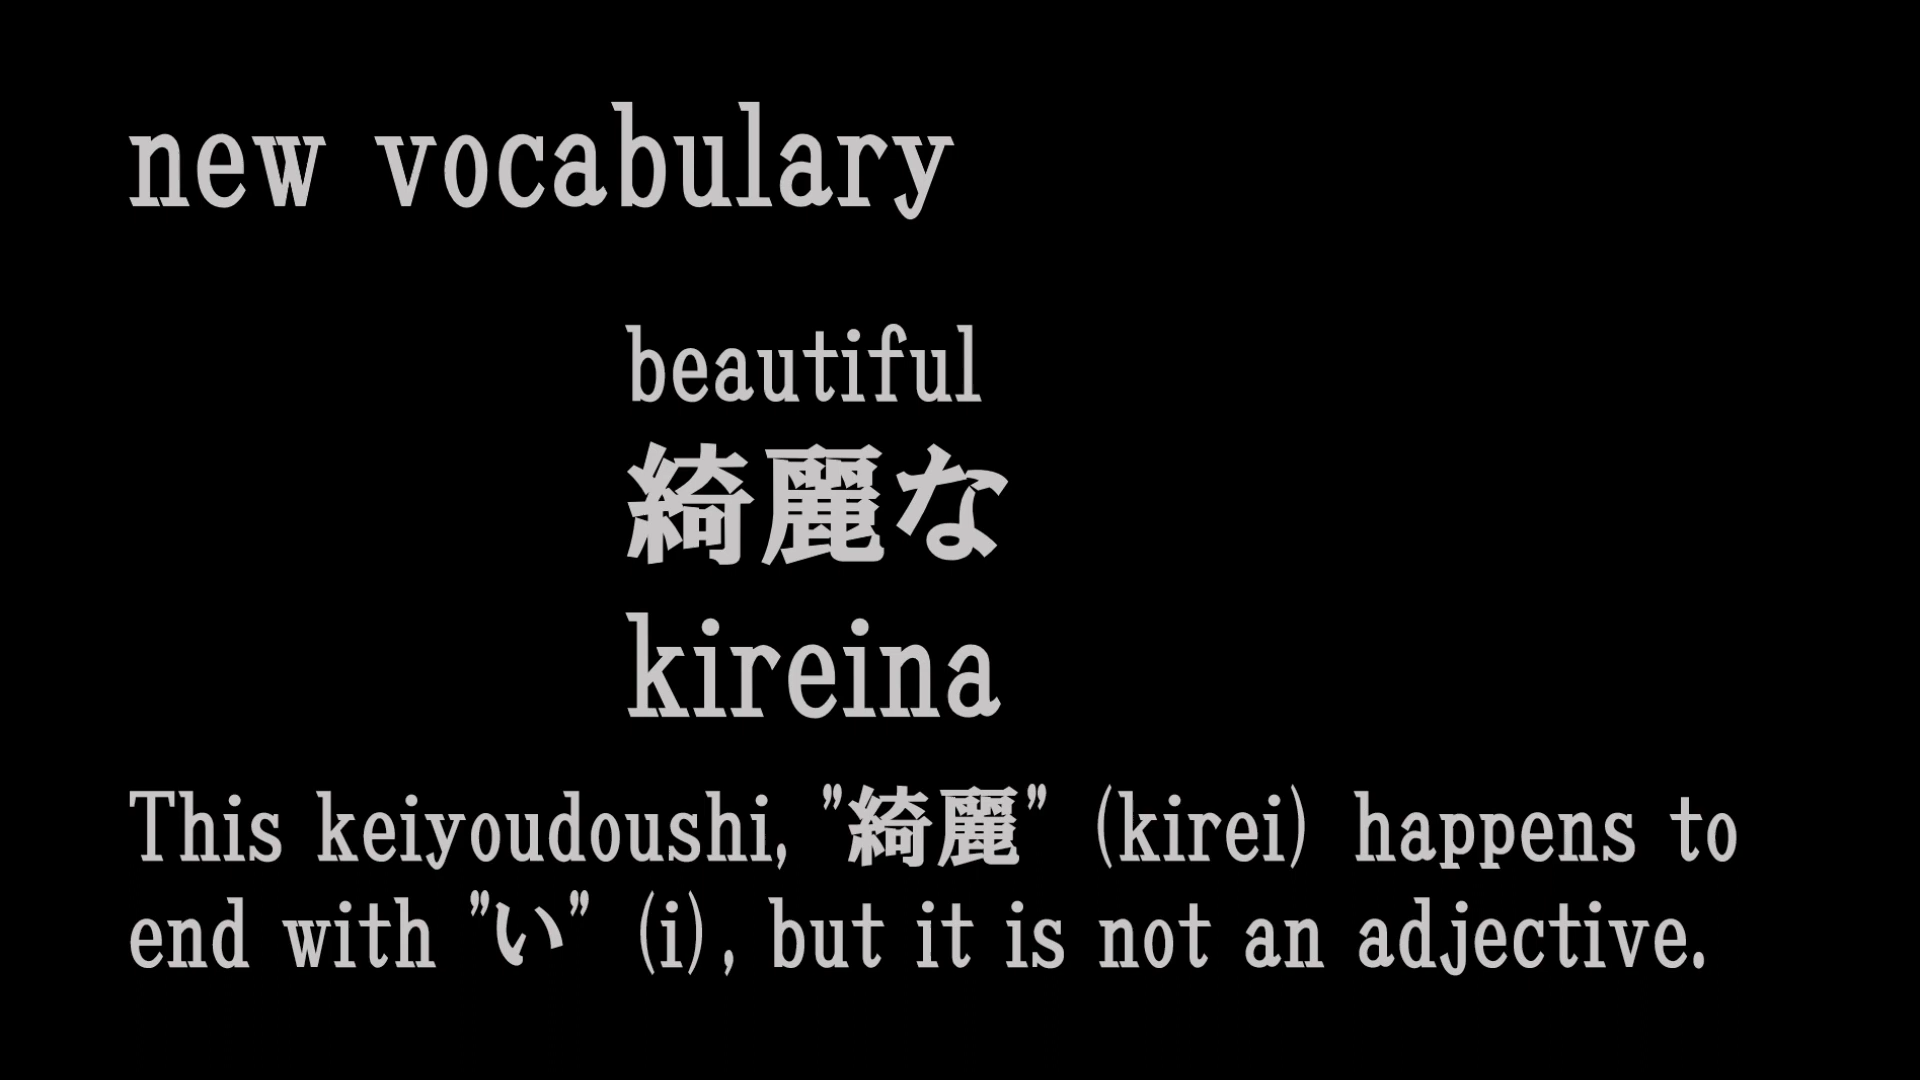 new vocabulary
beautiful
綺麗な
kireina
This keiyoudoushi, "綺麗" (kirei) happens to
end with "い" (i), but it is not an adjective.